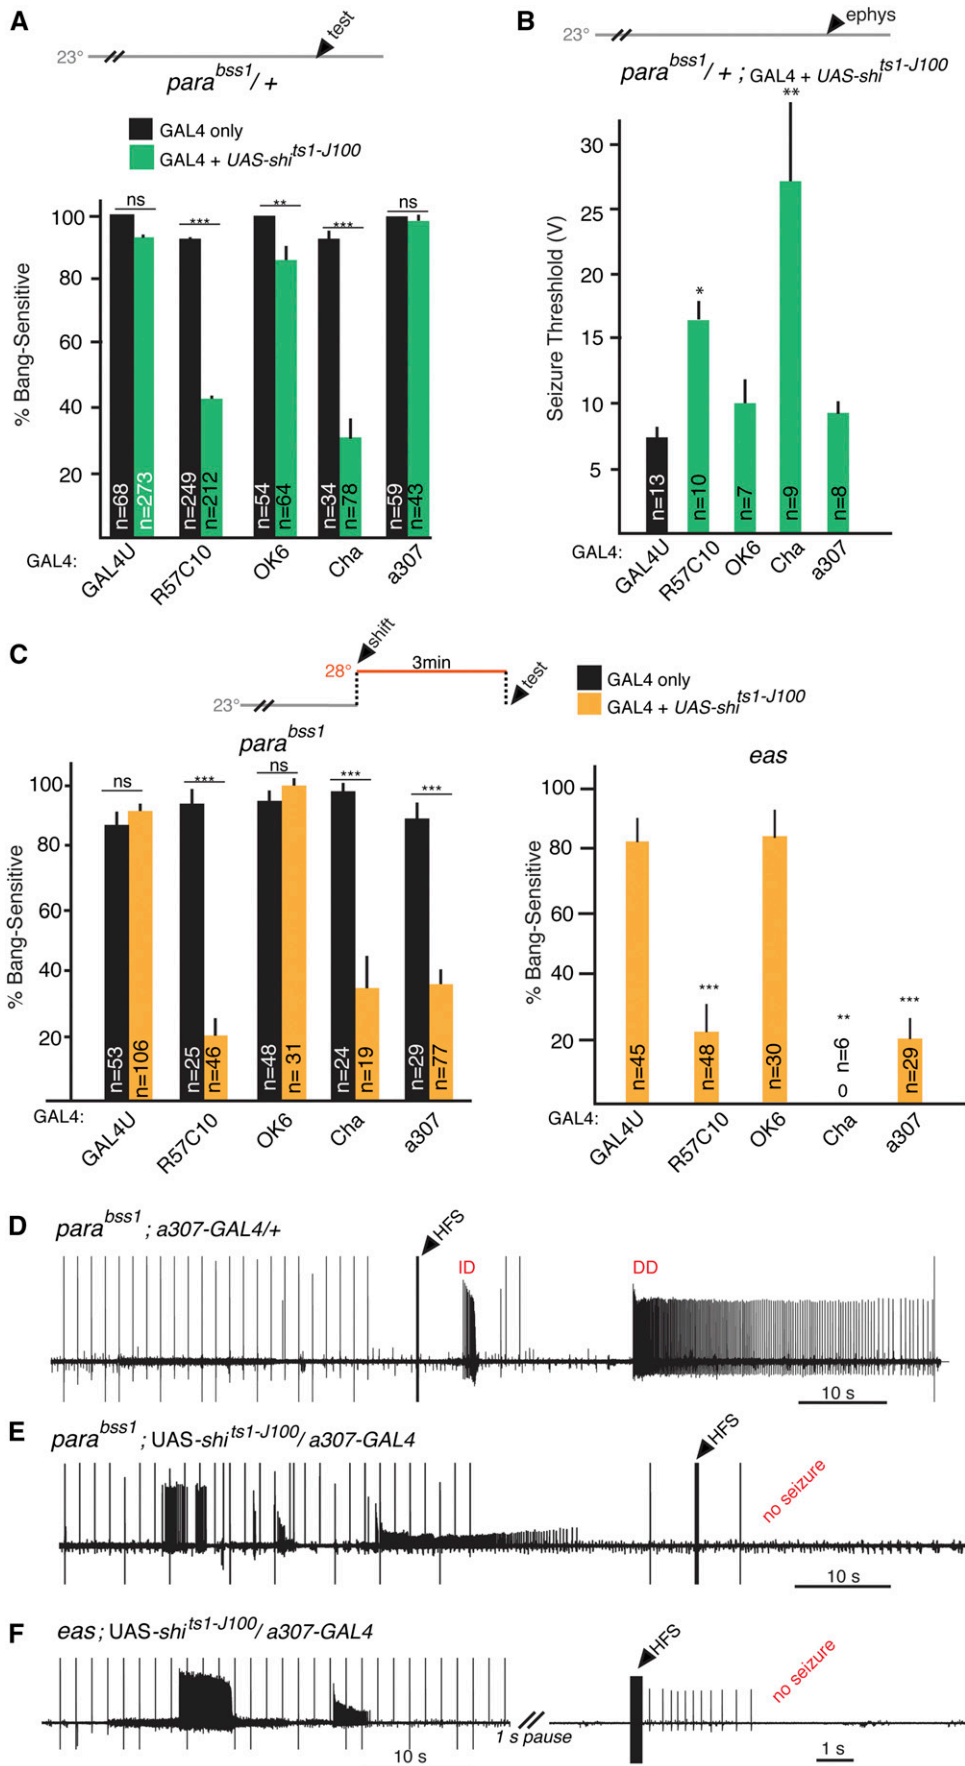 A
23°
test
para bss1 / +
GAL4 only
GAL4 + UAS-shi ts1-J100
% Bang-Sensitive
100
80
60
40
20
ns
***
**
***
ns
n=68
n=273
n=249
n=212
n=54
n=64
n=34
n=78
n=59
n=43
GAL4:
GAL4U
R57C10
OK6
Cha
a307
B
23°
ephys
para bss1 / + ; GAL4 + UAS-shi ts1-J100
Seizure Threshlold (V)
30
25
20
15
10
5
*
**
n=13
n=10
n=7
n=9
n=8
GAL4:
GAL4U
R57C10
OK6
Cha
a307
C
23°
28°
shift
3min
test
GAL4 only
GAL4 + UAS-shi ts1-J100
para bss1
% Bang-Sensitive
100
80
60
40
20
ns
***
ns
***
***
n=53
n=106
n=25
n=46
n=48
n= 31
n=24
n=19
n=29
n=77
GAL4:
GAL4U
R57C10
OK6
Cha
a307
eas
% Bang-Sensitive
100
80
60
40
20
***
**
***
n=45
n=48
n=30
n=6
0
n=29
GAL4:
GAL4U
R57C10
OK6
Cha
a307
D
para bss1 ; a307-GAL4/+
HFS
ID
DD
10 s
E
para bss1 ; UAS-shi ts1-J100 / a307-GAL4
HFS
no seizure
10 s
F
eas ; UAS-shi ts1-J100 / a307-GAL4
HFS
no seizure
10 s
1 s pause
1 s